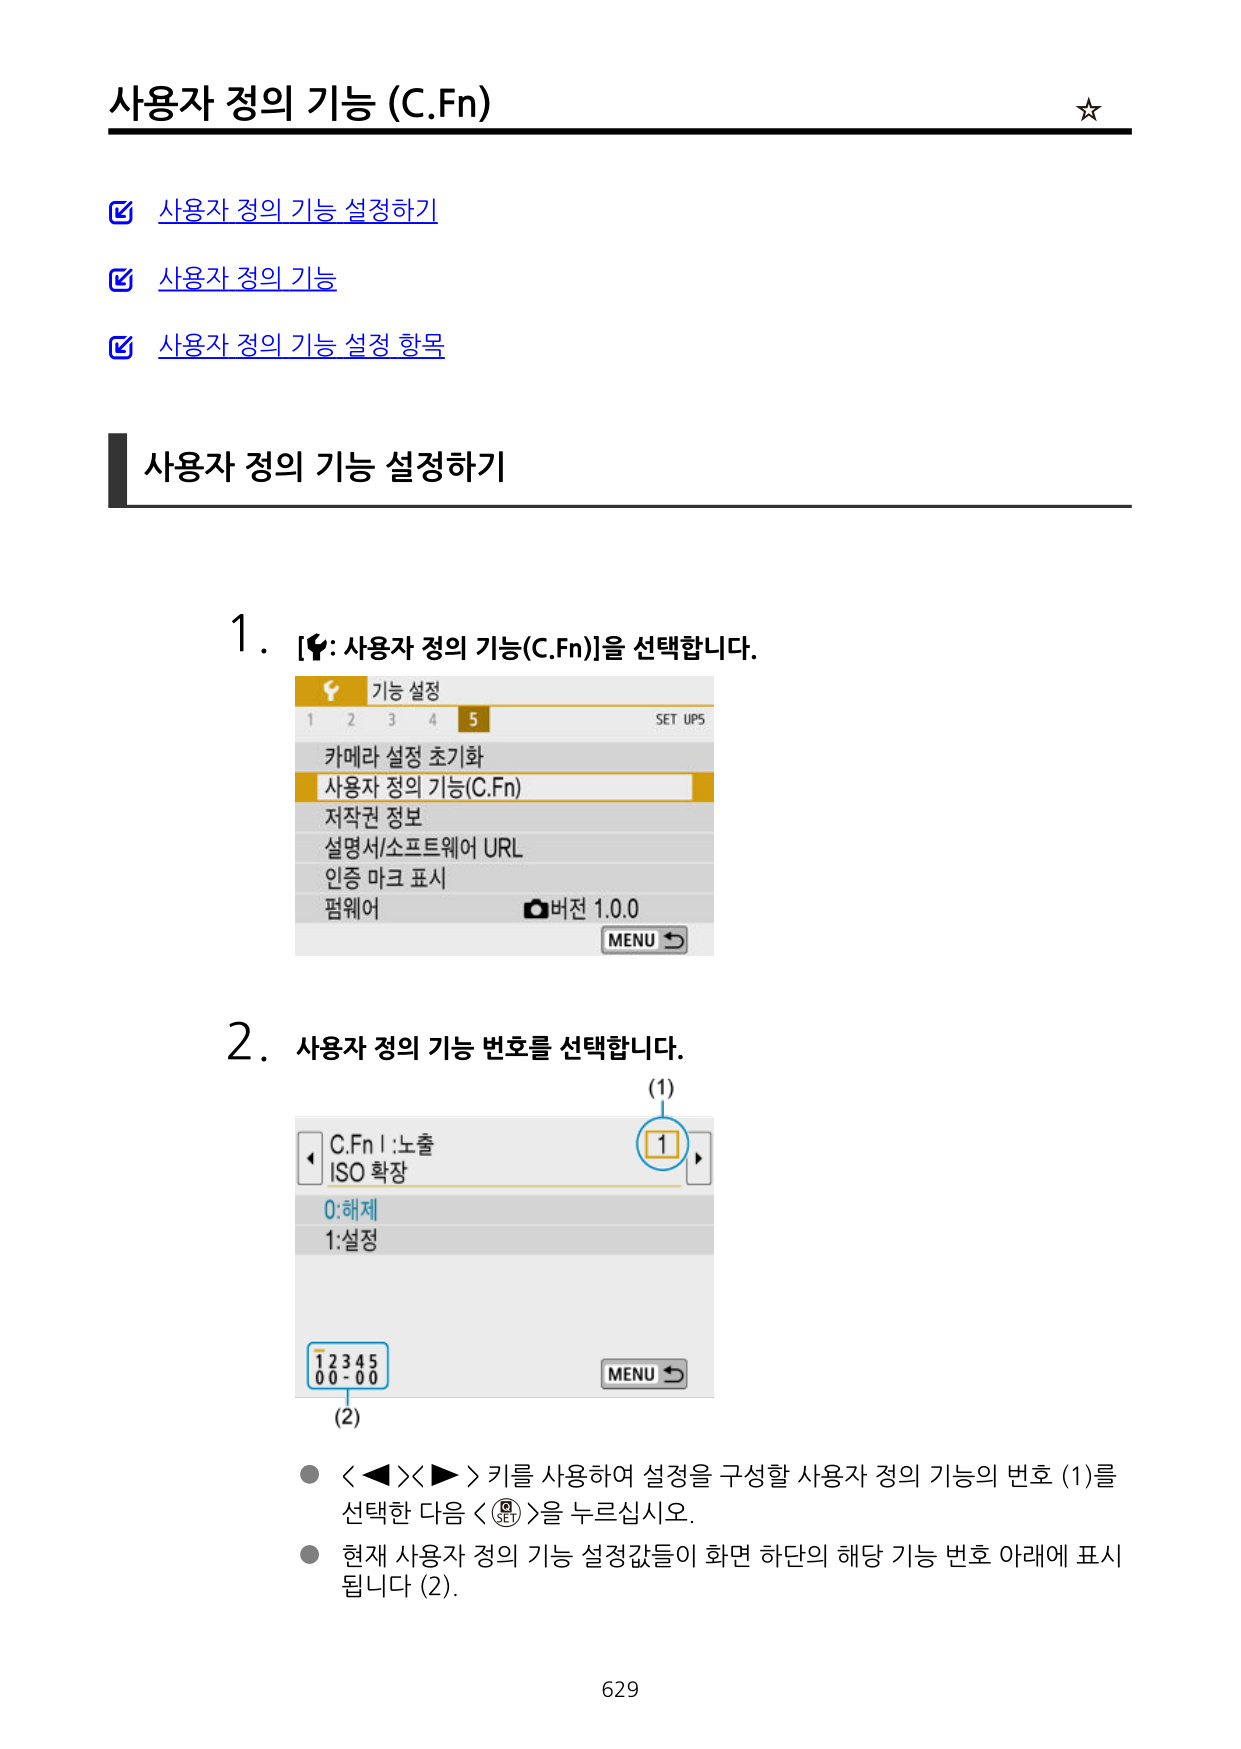 사용자 정의 기능 (C.Fn) ☆
사용자 정의 기능 설정하기
사용자 정의 기능
사용자 정의 기능 설정 항목
사용자 정의 기능 설정하기
1. [: 사용자 정의 기능(C.Fn)]을 선택합니다.
기능 설정
1 2 3 4 5 SET UP5
카메라 설정 초기화
사용자 정의 기능(C.Fn)
저작권 정보
설명서/소프트웨어 URL
인증 마크 표시
펌웨어 버전 1.0.0
MENU
2. 사용자 정의 기능 번호를 선택합니다.
(1)
C.Fn I :노출 1
ISO 확장
0:해제
1:설정
12345
00-00 MENU
(2)
● < ◀ >< ▶ > 키를 사용하여 설정을 구성할 사용자 정의 기능의 번호 (1)를
선택한 다음 < Q SET >을 누르십시오.
● 현재 사용자 정의 기능 설정값들이 화면 하단의 해당 기능 번호 아래에 표시
됩니다 (2).
629